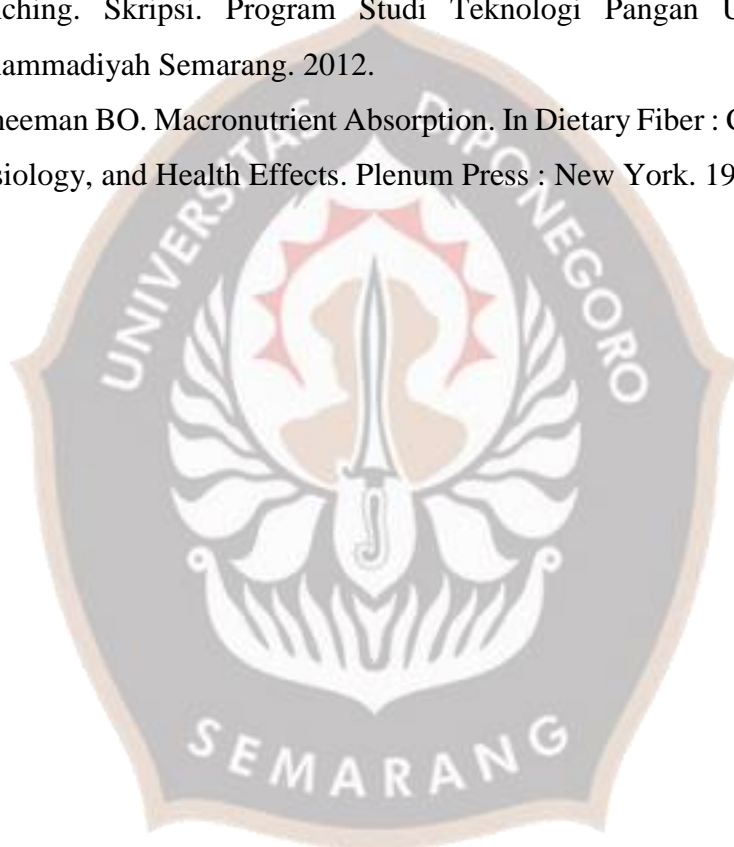 nching. Skripsi. Program Studi Teknologi Pangan U
ammadiyah Semarang. 2012.
neeman BO. Macronutrient Absorption. In Dietary Fiber : C
siology, and Health Effects. Plenum Press : New York. 19
UNIVERSITAS DIPONEGORO
SEMARANG